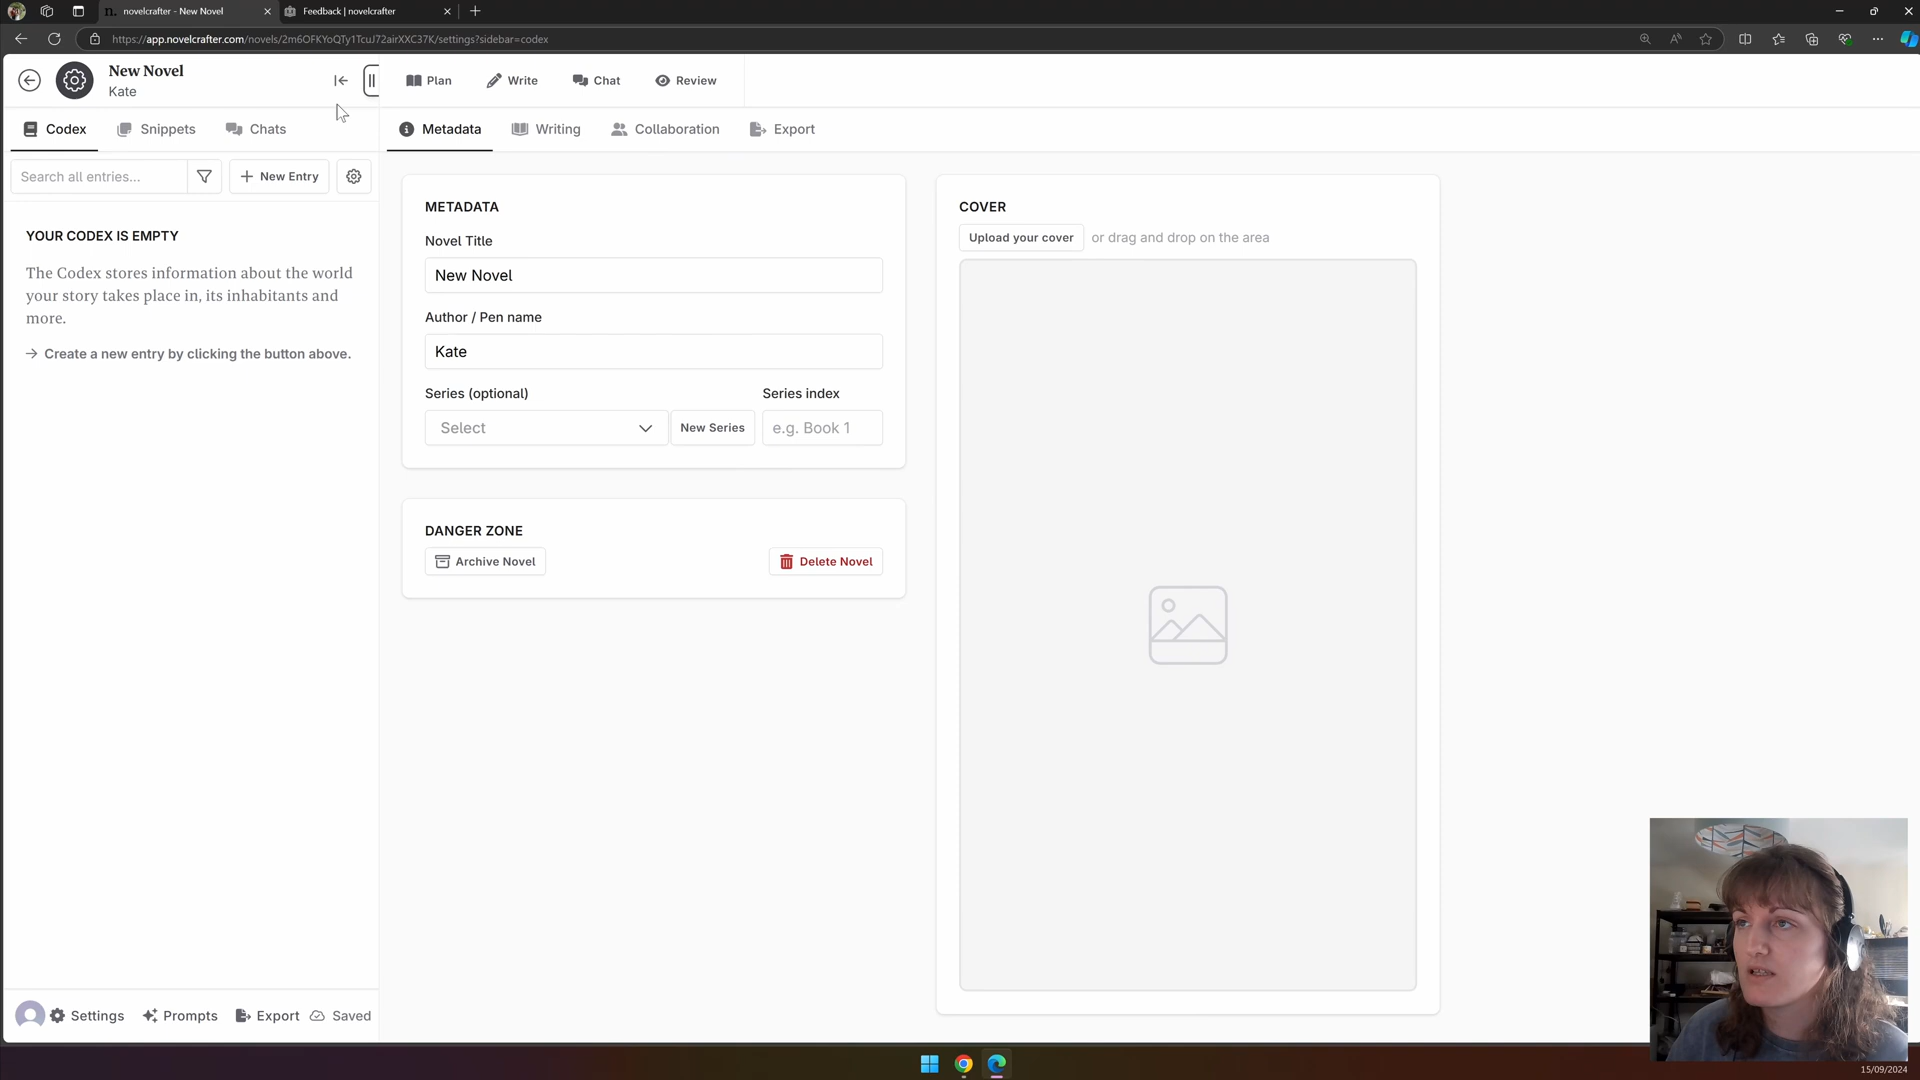 novelcrafter - New Novel
Feedback | novelcrafter
https://app.novelcrafter.com/novels/2m6OFKYoQTy1TcuJ72airXXC37K/settings?sidebar=codex
New Novel
Kate
Plan
Write
Chat
Review
Codex
Snippets
Chats
Metadata
Writing
Collaboration
Export
Search all entries...
New Entry
YOUR CODEX IS EMPTY
The Codex stores information about the world
your story takes place in, its inhabitants and
more.
Create a new entry by clicking the button above.
METADATA
Novel Title
New Novel
Author / Pen name
Kate
Series (optional)
Series index
Select
New Series
e.g. Book 1
DANGER ZONE
Archive Novel
Delete Novel
COVER
Upload your cover
or drag and drop on the area
Settings
Prompts
Export
Saved
15/09/2024